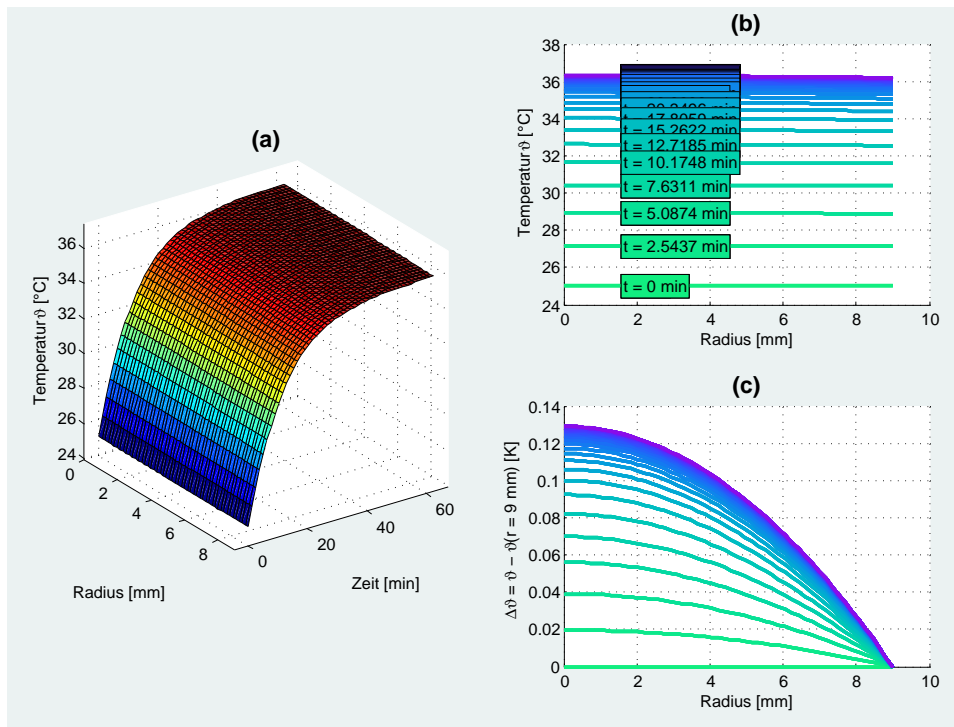 (a)
Temperatur ϑ [°C]
36
34
32
30
28
26
24
0
2
4
6
8
0
20
40
60
Radius [mm]
Zeit [min]
(b)
Temperatur ϑ [°C]
38
36
34
32
30
28
26
24
t = 17.8059 min
t = 15.2622 min
t = 12.7185 min
t = 10.1748 min
t = 7.6311 min
t = 5.0874 min
t = 2.5437 min
t = 0 min
0 2 4 6 8 10
Radius [mm]
(c)
Δϑ = ϑ − ϑ(r = 9 mm) [K]
0.14
0.12
0.1
0.08
0.06
0.04
0.02
0
0 2 4 6 8 10
Radius [mm]